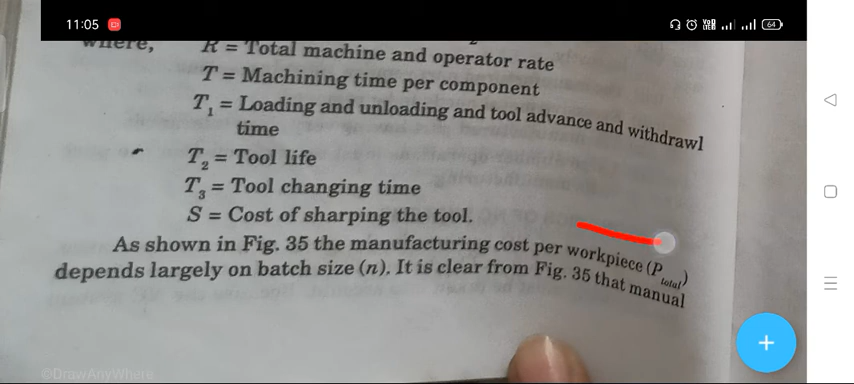 11:05
64
where, R = Total machine and operator rate
T = Machining time per component
T₁ = Loading and unloading and tool advance and withdrawl
time
T₂ = Tool life
T₃ = Tool changing time
S = Cost of sharping the tool.
As shown in Fig. 35 the manufacturing cost per workpiece (P total)
depends largely on batch size (n). It is clear from Fig. 35 that manual
+
©DrawAnyWhere